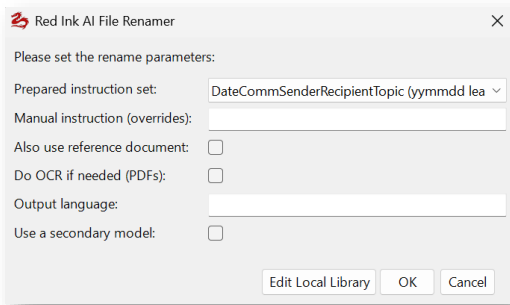 Red Ink AI File Renamer
Please set the rename parameters:
Prepared instruction set: DateCommSenderRecipientTopic (yymmdd lea
Manual instruction (overrides):
Also use reference document:
Do OCR if needed (PDFs):
Output language:
Use a secondary model:
Edit Local Library OK Cancel